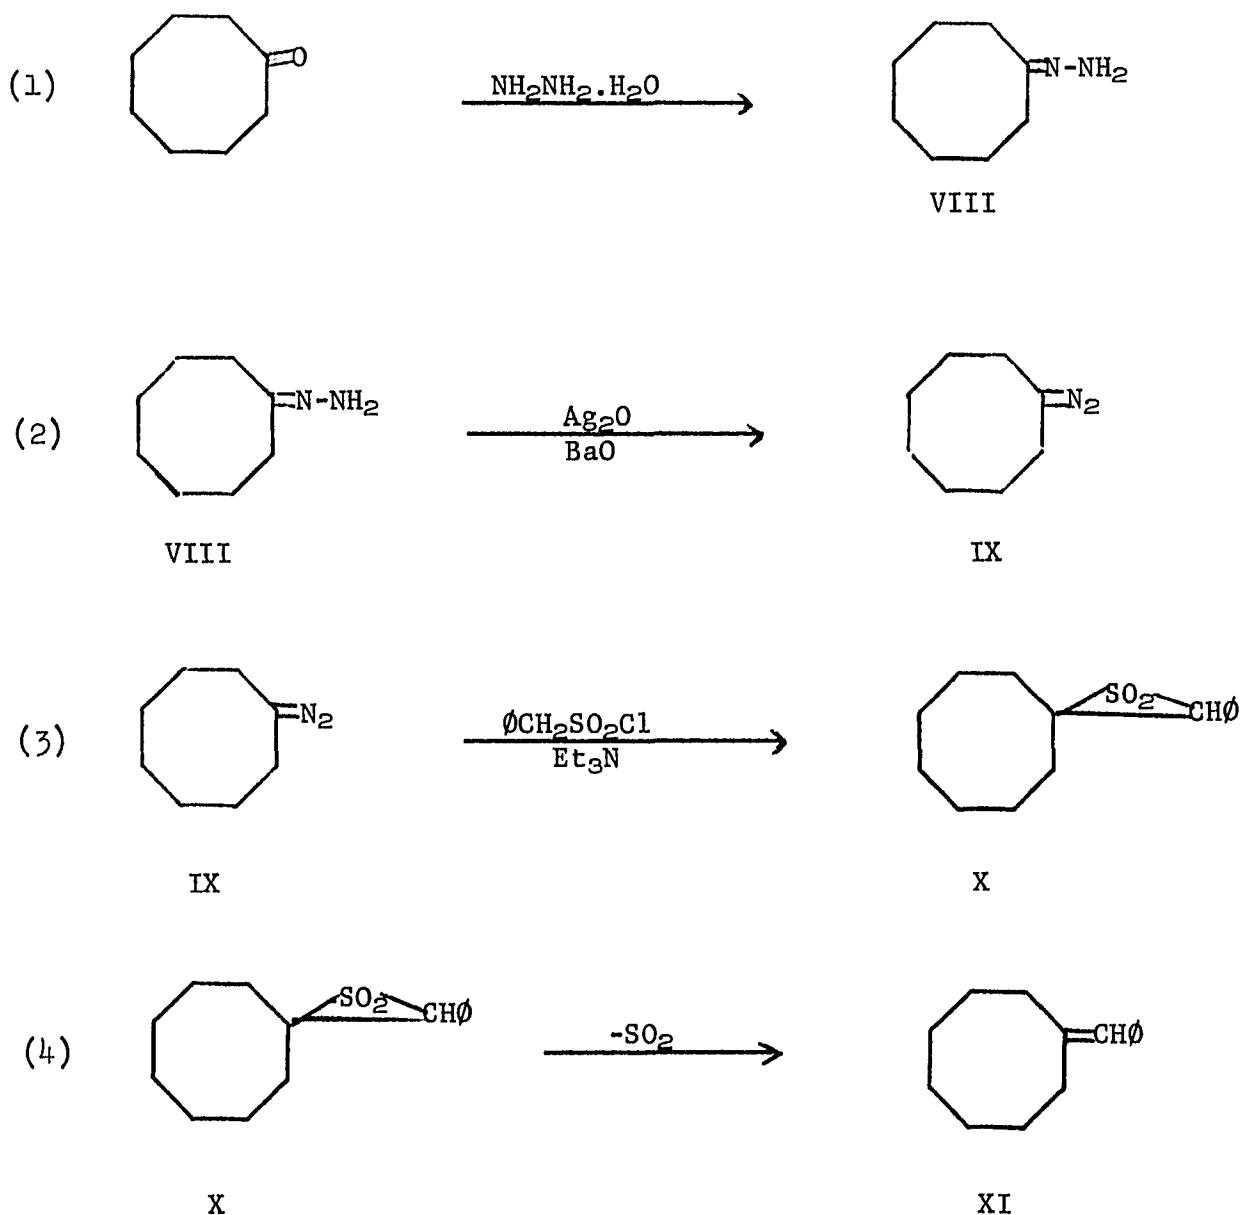 (1) =O NH₂NH₂.H₂O =N-NH₂
VIII
(2) =N-NH₂ Ag₂O =N₂
BaO
VIII IX
(3) =N₂ ØCH₂SO₂Cl SO₂ CHØ
Et₃N
IX X
(4) SO₂ CHØ -SO₂ =CHØ
X XI